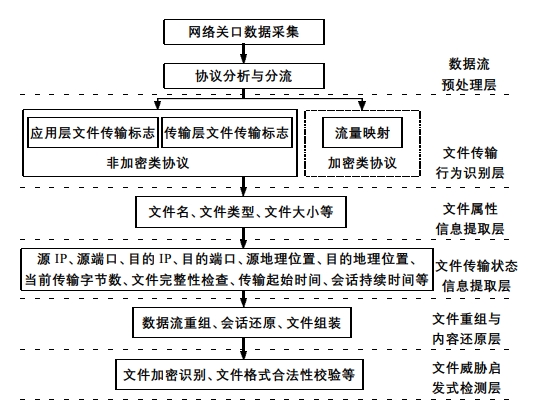 网络关口数据采集
协议分析与分流
数据流
预处理层
应用层文件传输标志
传输层文件传输标志
非加密类协议
流量映射
加密类协议
文件传输
行为识别层
文件名、文件类型、文件大小等
文件属性
信息提取层
源 IP、源端口、目的 IP、目的端口、源地理位置、目的地理位置、
当前传输字节数、文件完整性检查、传输起始时间、会话持续时间等
文件传输状态
信息提取层
数据流重组、会话还原、文件组装
文件重组与
内容还原层
文件加密识别、文件格式合法性校验等
文件威胁启
发式检测层